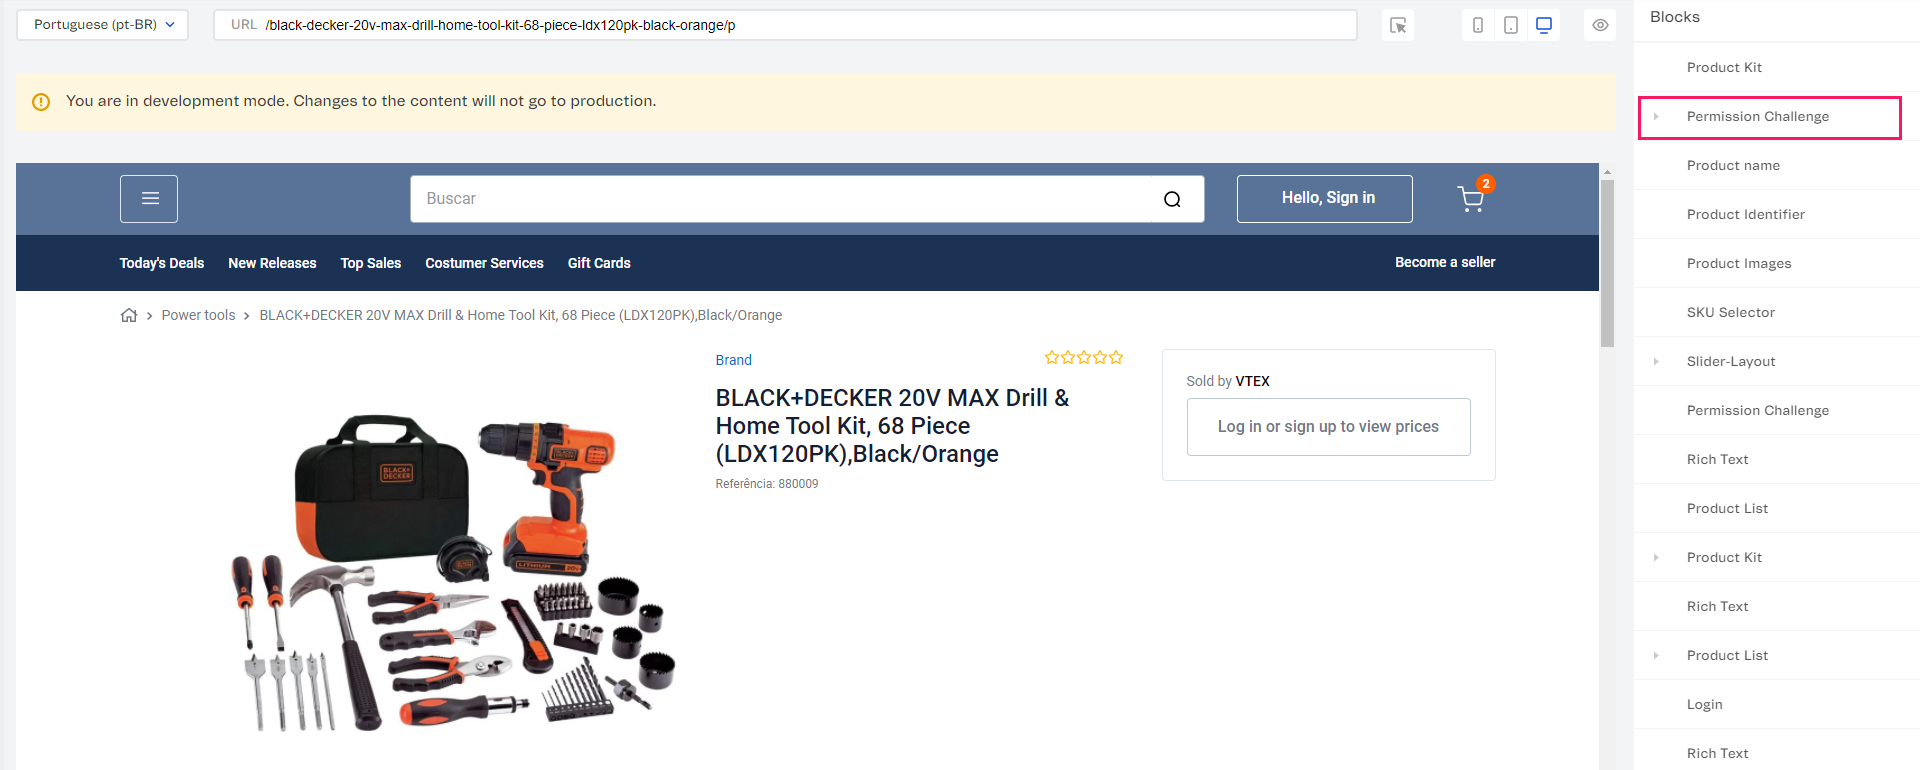 Portuguese (pt-BR)
URL /black-decker-20v-max-drill-home-tool-kit-68-piece-ldx120pk-black-orange/p
You are in development mode. Changes to the content will not go to production.
Buscar
Hello, Sign in
2
Today's Deals New Releases Top Sales Costumer Services Gift Cards Become a seller
Power tools BLACK+DECKER 20V MAX Drill & Home Tool Kit, 68 Piece (LDX120PK),Black/Orange
BLACK+
DECKER
LITHIUM 20v
Brand
BLACK+DECKER 20V MAX Drill &
Home Tool Kit, 68 Piece
(LDX120PK),Black/Orange
Referência: 880009
Sold by VTEX
Log in or sign up to view prices
Blocks
Product Kit
Permission Challenge
Product name
Product Identifier
Product Images
SKU Selector
Slider-Layout
Permission Challenge
Rich Text
Product List
Product Kit
Rich Text
Product List
Login
Rich Text